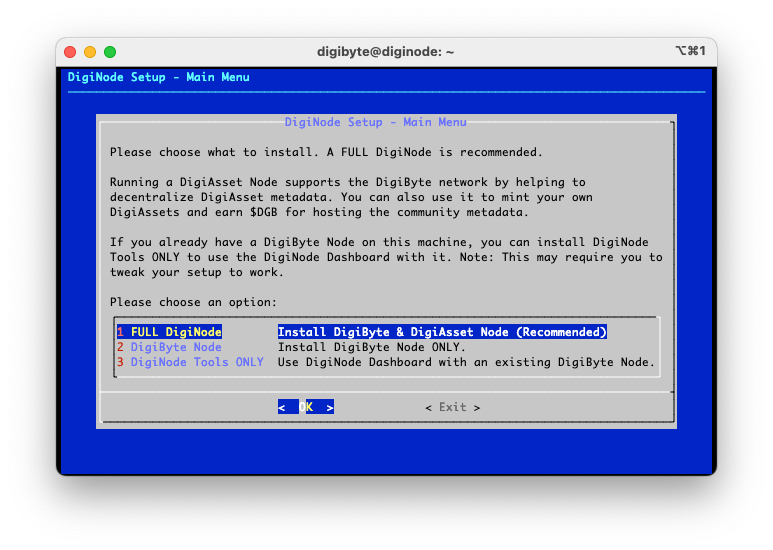 digibyte@diginode: ~
⌥⌘1
DigiNode Setup - Main Menu
DigiNode Setup - Main Menu
Please choose what to install. A FULL DigiNode is recommended.
Running a DigiAsset Node supports the DigiByte network by helping to
decentralize DigiAsset metadata. You can also use it to mint your own
DigiAssets and earn $DGB for hosting the community metadata.
If you already have a DigiByte Node on this machine, you can install DigiNode
Tools ONLY to use the DigiNode Dashboard with it. Note: This may require you to
tweak your setup to work.
Please choose an option:
1 FULL DigiNode Install DigiByte & DigiAsset Node (Recommended)
2 DigiByte Node Install DigiByte Node ONLY.
3 DigiNode Tools ONLY Use DigiNode Dashboard with an existing DigiByte Node.
< OK > < Exit >